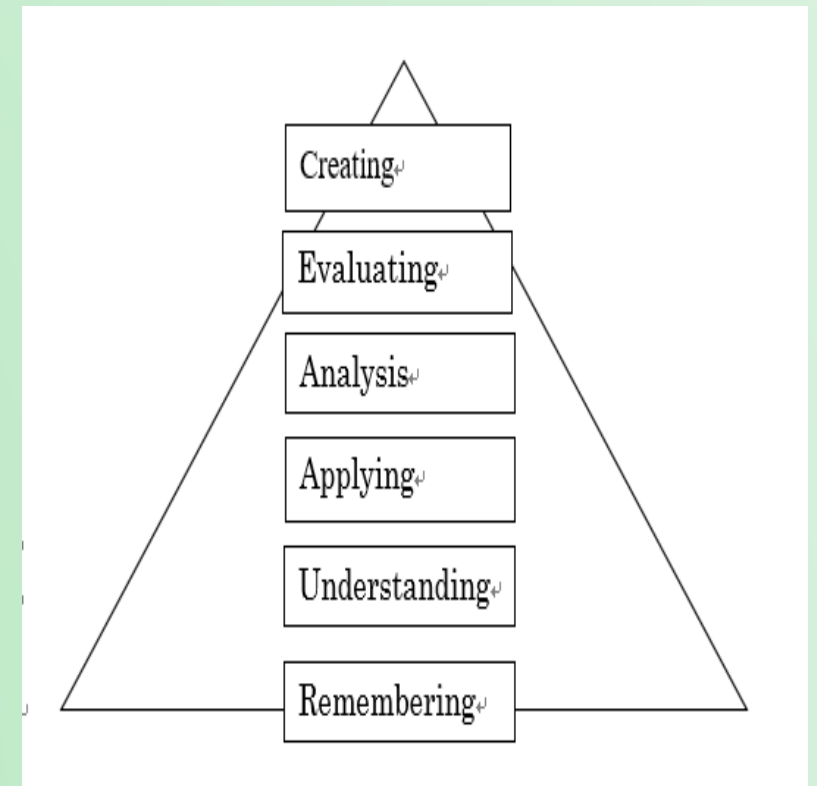 Creating
Evaluating
Analysis
Applying
Understanding
Remembering